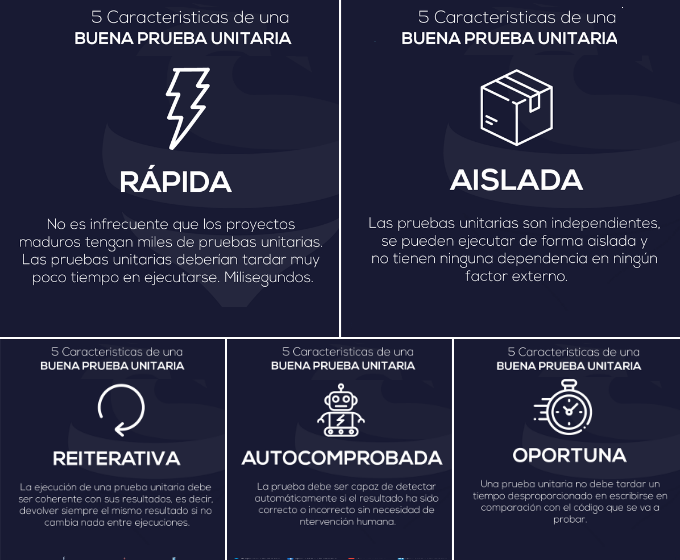 5 Caracteristicas de una
BUENA PRUEBA UNITARIA
RÁPIDA
No es infrecuente que los proyectos
maduros tengan miles de pruebas unitarias.
Las pruebas unitarias deberían tardar muy
poco tiempo en ejecutarse. Milisegundos.
5 Caracteristicas de una
BUENA PRUEBA UNITARIA
AISLADA
Las pruebas unitarias son independientes,
se pueden ejecutar de forma aislada y
no tienen ninguna dependencia en ningún
factor externo.
5 Caracteristicas de una
BUENA PRUEBA UNITARIA
REITERATIVA
La ejecución de una prueba unitaria debe
ser coherente con sus resultados, es decir,
devolver siempre el mismo resultado si no
cambia nada entre ejecuciones.
5 Caracteristicas de una
BUENA PRUEBA UNITARIA
AUTOCOMPROBADA
La prueba debe ser capaz de detectar
automáticamente si el resultado ha sido
correcto o incorrecto sin necesidad de
ntervención humana.
5 Caracteristicas de una
BUENA PRUEBA UNITARIA
OPORTUNA
Una prueba unitaria no debe tardar un
tiempo desproporcionado en escribirse en
comparación con el código que se va a
probar.